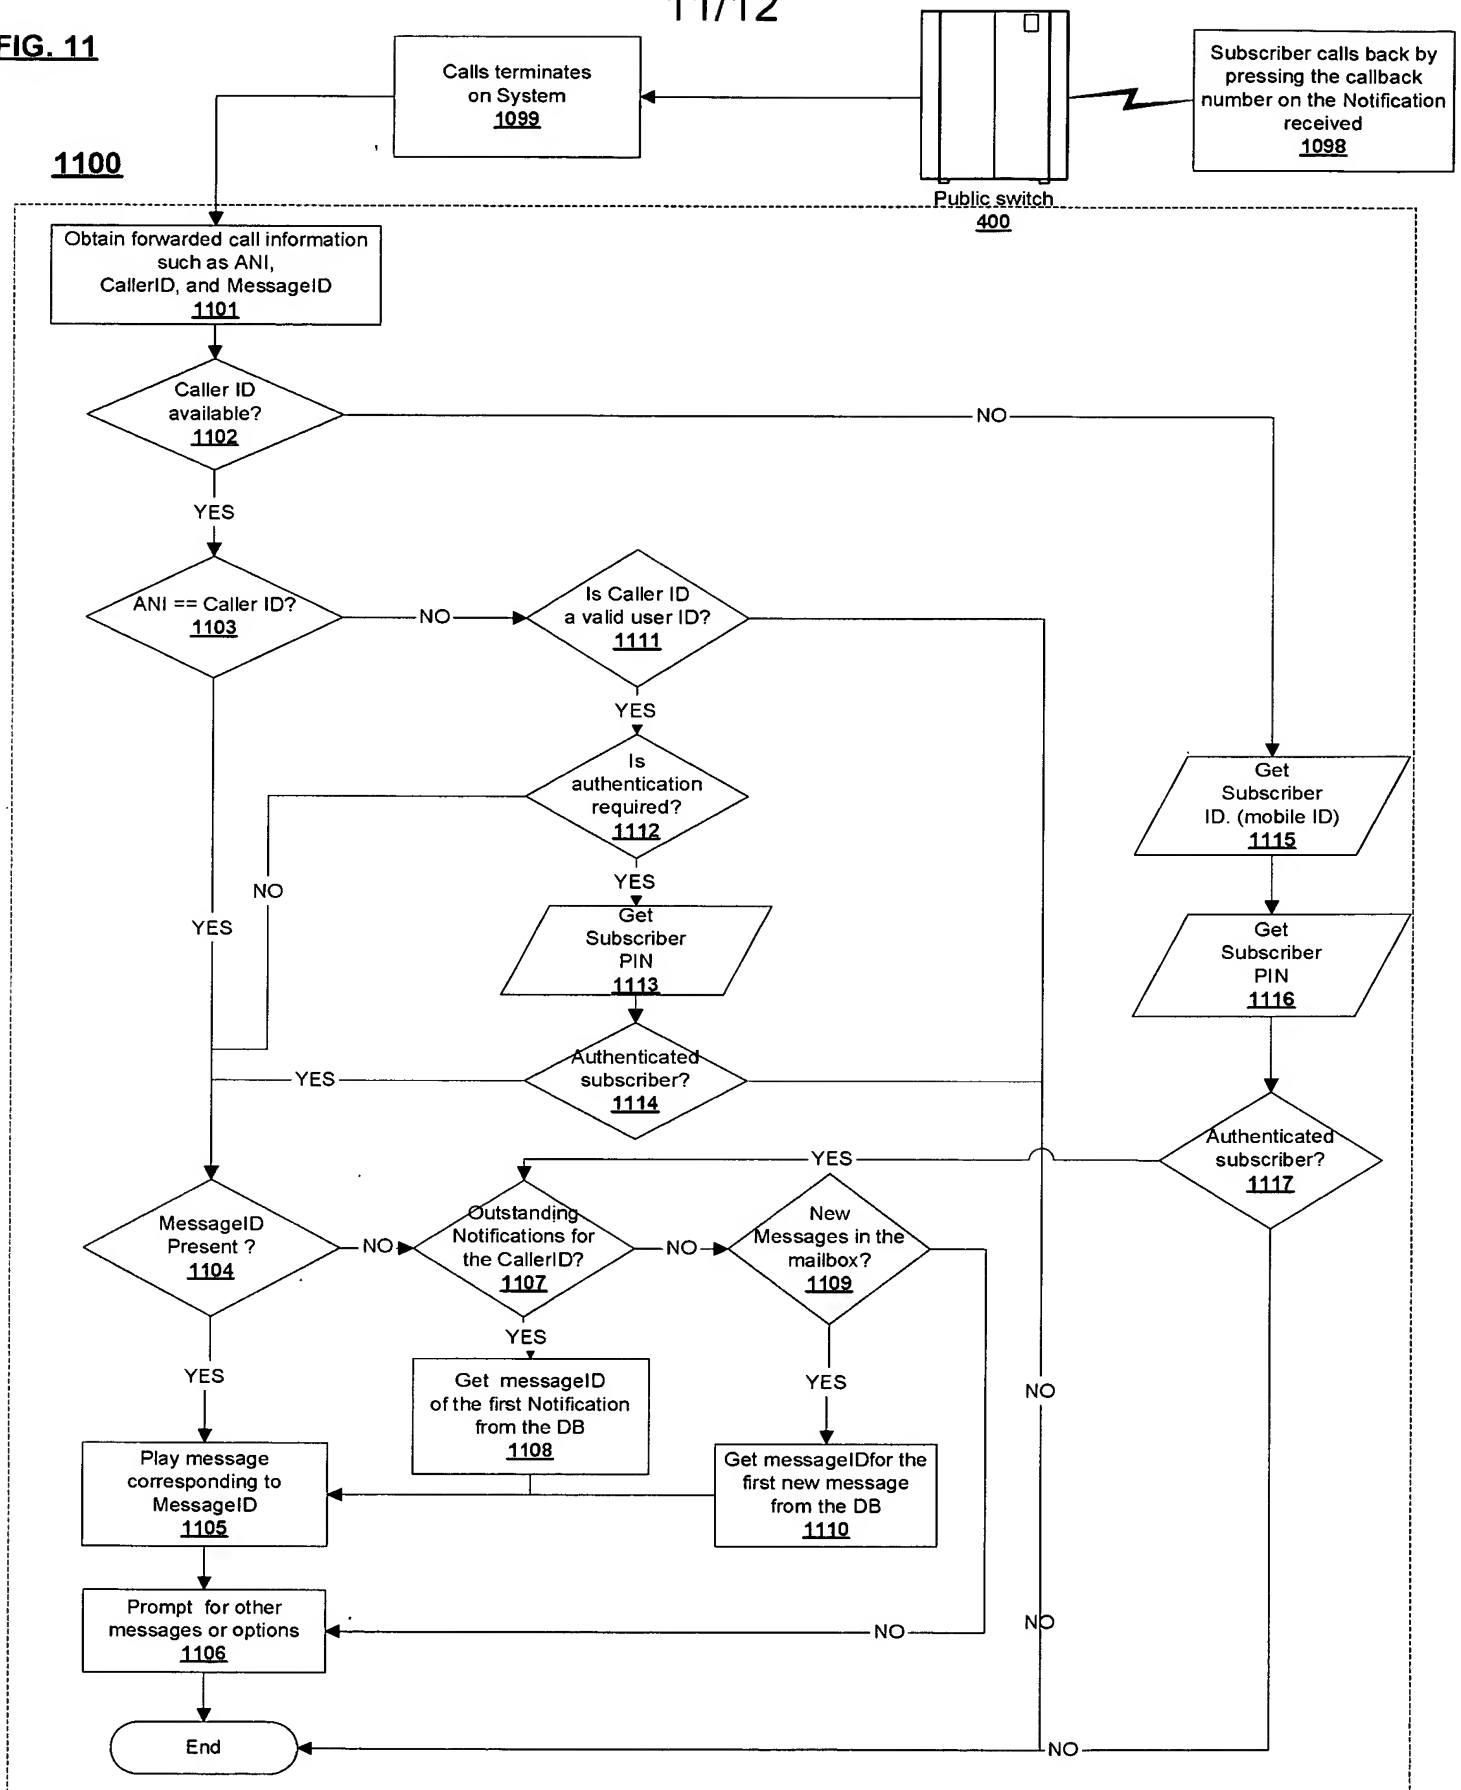 11/12
FIG. 11
Calls terminates
on System
1099
Subscriber calls back by
pressing the callback
number on the Notification
received
1098
1100
Public switch
400
Obtain forwarded call information
such as ANI,
CallerID, and MessageID
1101
Caller ID
available?
1102
NO
YES
ANI == Caller ID?
1103
NO
Is Caller ID
a valid user ID?
1111
YES
Is
authentication
required?
1112
Get
Subscriber
ID. (mobile ID)
1115
NO
YES
YES
Get
Subscriber
PIN
1113
Get
Subscriber
PIN
1116
Authenticated
subscriber?
1114
YES
Authenticated
subscriber?
1117
YES
MessageID
Present ?
1104
NO
Outstanding
Notifications for
the CallerID?
1107
NO
New
Messages in the
mailbox?
1109
YES
YES
YES
NO
Get messageID
of the first Notification
from the DB
1108
Play message
corresponding to
MessageID
1105
Get messageIDfor the
first new message
from the DB
1110
Prompt for other
messages or options
1106
NO
NO
End
NO